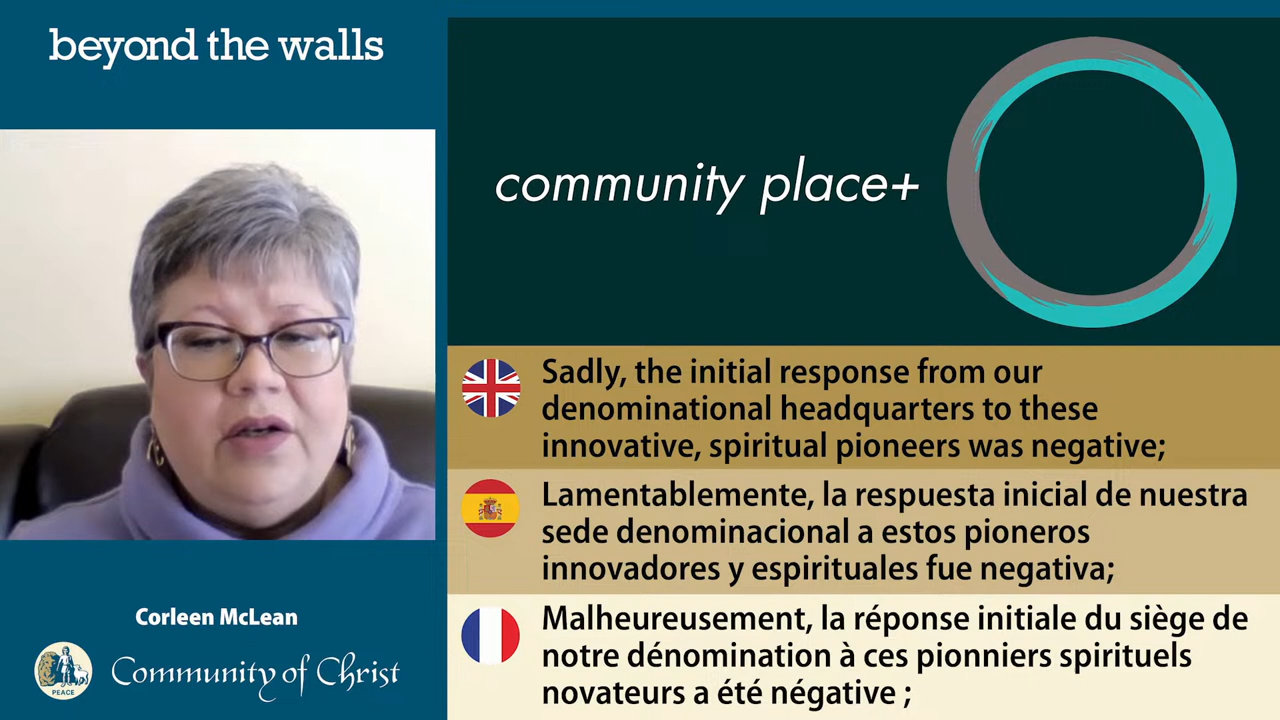 beyond the walls
community place+
Sadly, the initial response from our
denominational headquarters to these
innovative, spiritual pioneers was negative;
Lamentablemente, la respuesta inicial de nuestra
sede denominacional a estos pioneros
innovadores y espirituales fue negativa;
Malheureusement, la réponse initiale du siège de
notre dénomination à ces pionniers spirituels
novateurs a été négative ;
Corleen McLean
PEACE
Community of Christ